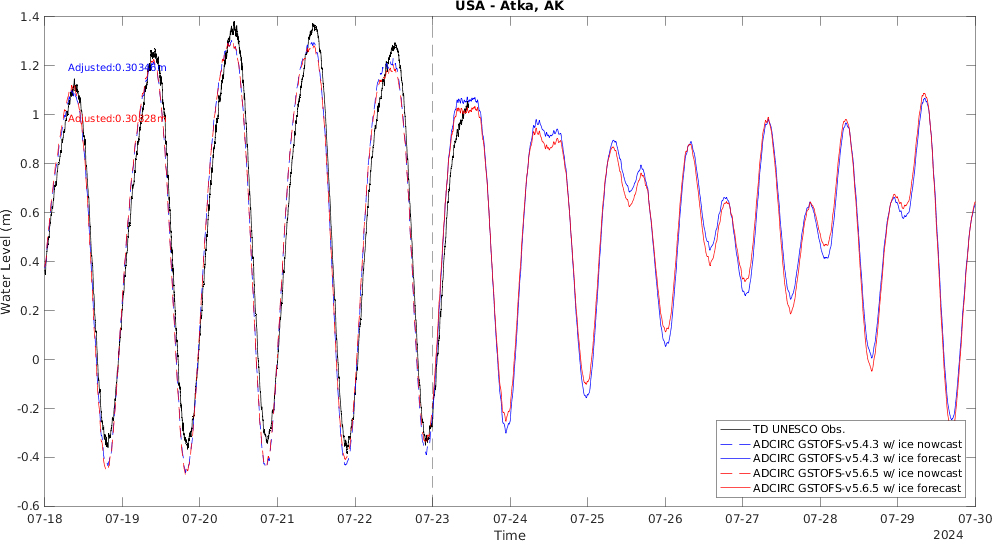 USA - Atka, AK
1.4
1.2
1
0.8
0.6
0.4
0.2
0
-0.2
-0.4
-0.6
Water Level (m)
Adjusted:0.30346m
Adjusted:0.30328m
TD UNESCO Obs.
ADCIRC GSTOFS-v5.4.3 w/ ice nowcast
ADCIRC GSTOFS-v5.4.3 w/ ice forecast
ADCIRC GSTOFS-v5.6.5 w/ ice nowcast
ADCIRC GSTOFS-v5.6.5 w/ ice forecast
07-18 07-19 07-20 07-21 07-22 07-23 07-24 07-25 07-26 07-27 07-28 07-29 07-30
Time
2024